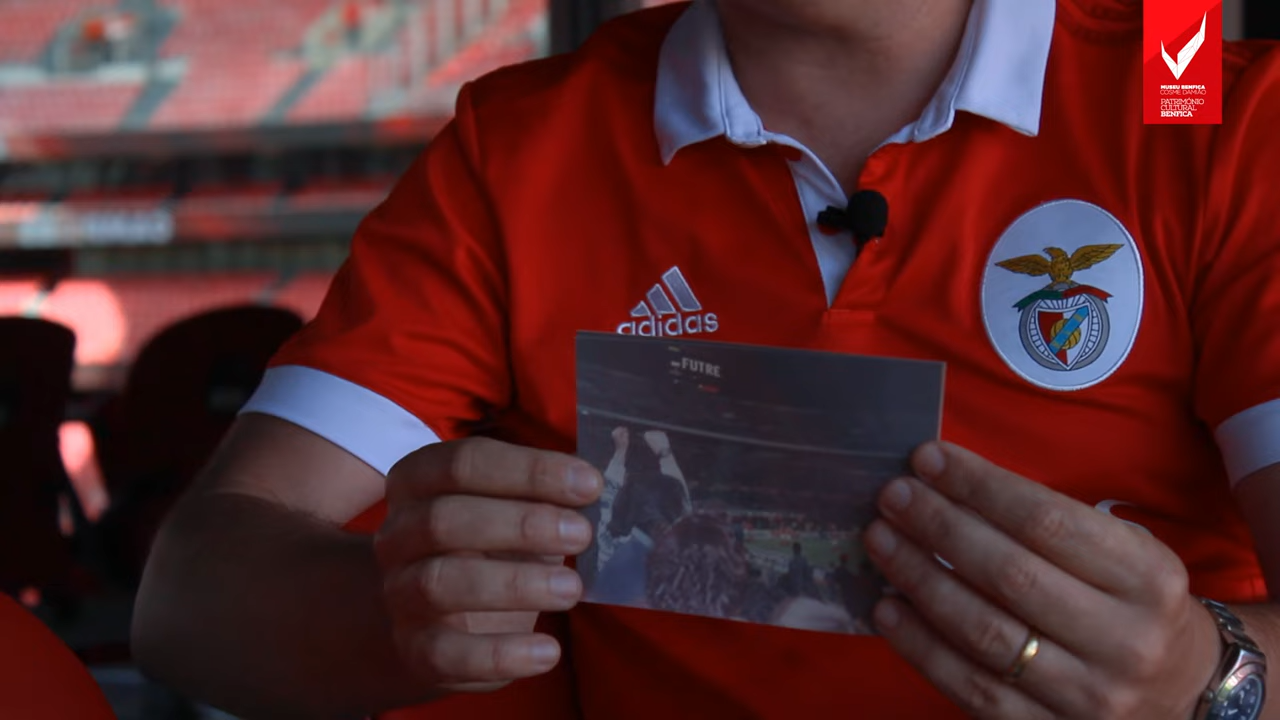 MUSEU BENFICA
COSME DAMIÃO
PATRIMÓNIO
CULTURAL
BENFICA
adidas
FUTRE